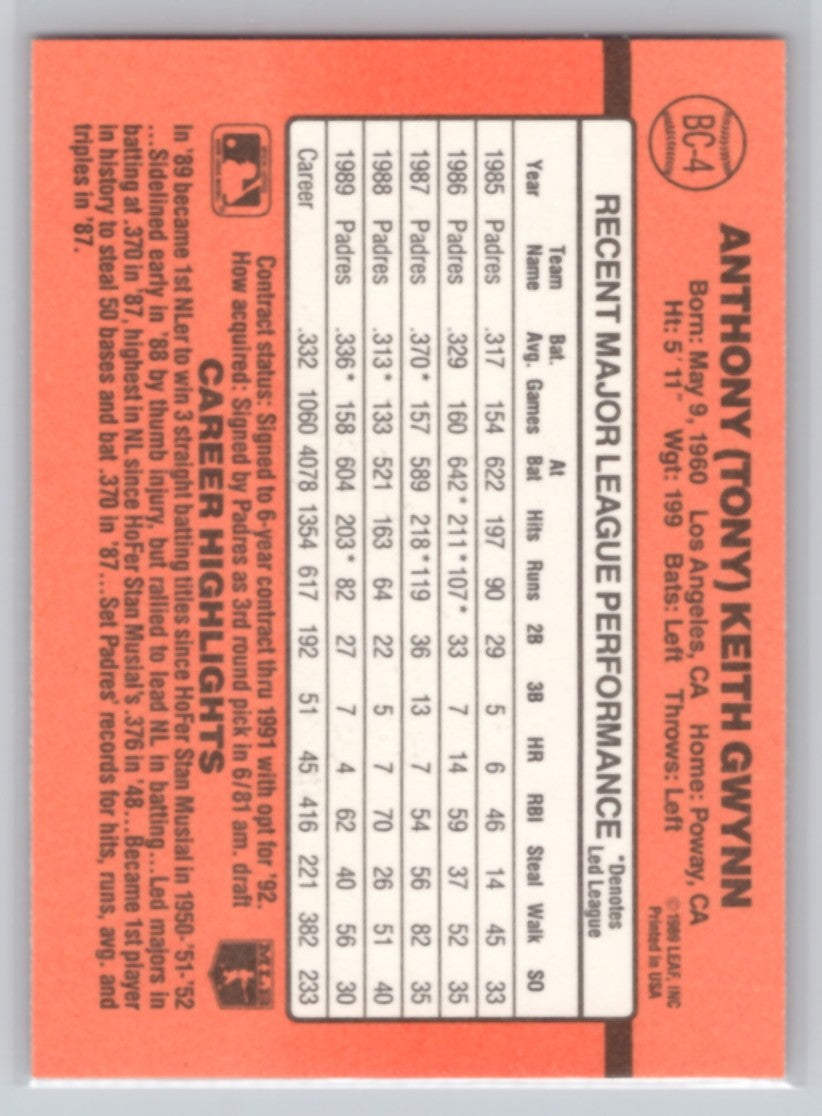 BC-4
ANTHONY (TONY) KEITH GWYNN
Born: May 9, 1960 Los Angeles, CA Home: Poway, CA
Ht: 5' 11" Wgt: 199 Bats: Left Throws: Left
© 1989 LEAF, INC
Printed in USA
RECENT MAJOR LEAGUE PERFORMANCE
*Denotes
Led League
Year Team Name Bat. Avg. Games At Bat Hits Runs 2B 3B HR RBI Steal Walk SO
1985 Padres .317 154 622 197 90 29 5 6 46 14 45 33
1986 Padres .329 160 642* 211* 107* 33 7 14 59 37 52 35
1987 Padres .370* 157 589 218* 119 36 13 7 54 56 82 35
1988 Padres .313* 133 521 163 64 22 5 7 70 26 51 40
1989 Padres .336* 158 604 203* 82 27 7 4 62 40 56 30
Career .332 1060 4078 1354 617 192 51 45 416 221 382 233
Contract status: Signed to 6-year contract thru 1991 with opt for '92.
How acquired: Signed by Padres as 3rd round pick in 6/81 am. draft
MLB
CAREER HIGHLIGHTS
In '89 became 1st NLer to win 3 straight batting titles since HoFer Stan Musial in 1950-'51-'52
...Sidelined early in '88 by thumb injury, but rallied to lead NL in batting...Led majors in
batting at .370 in '87, highest in NL since HoFer Stan Musial's .376 in '48...Became 1st player
in history to steal 50 bases and bat .370 in '87...Set Padres' records for hits, runs, avg. and
triples in '87.